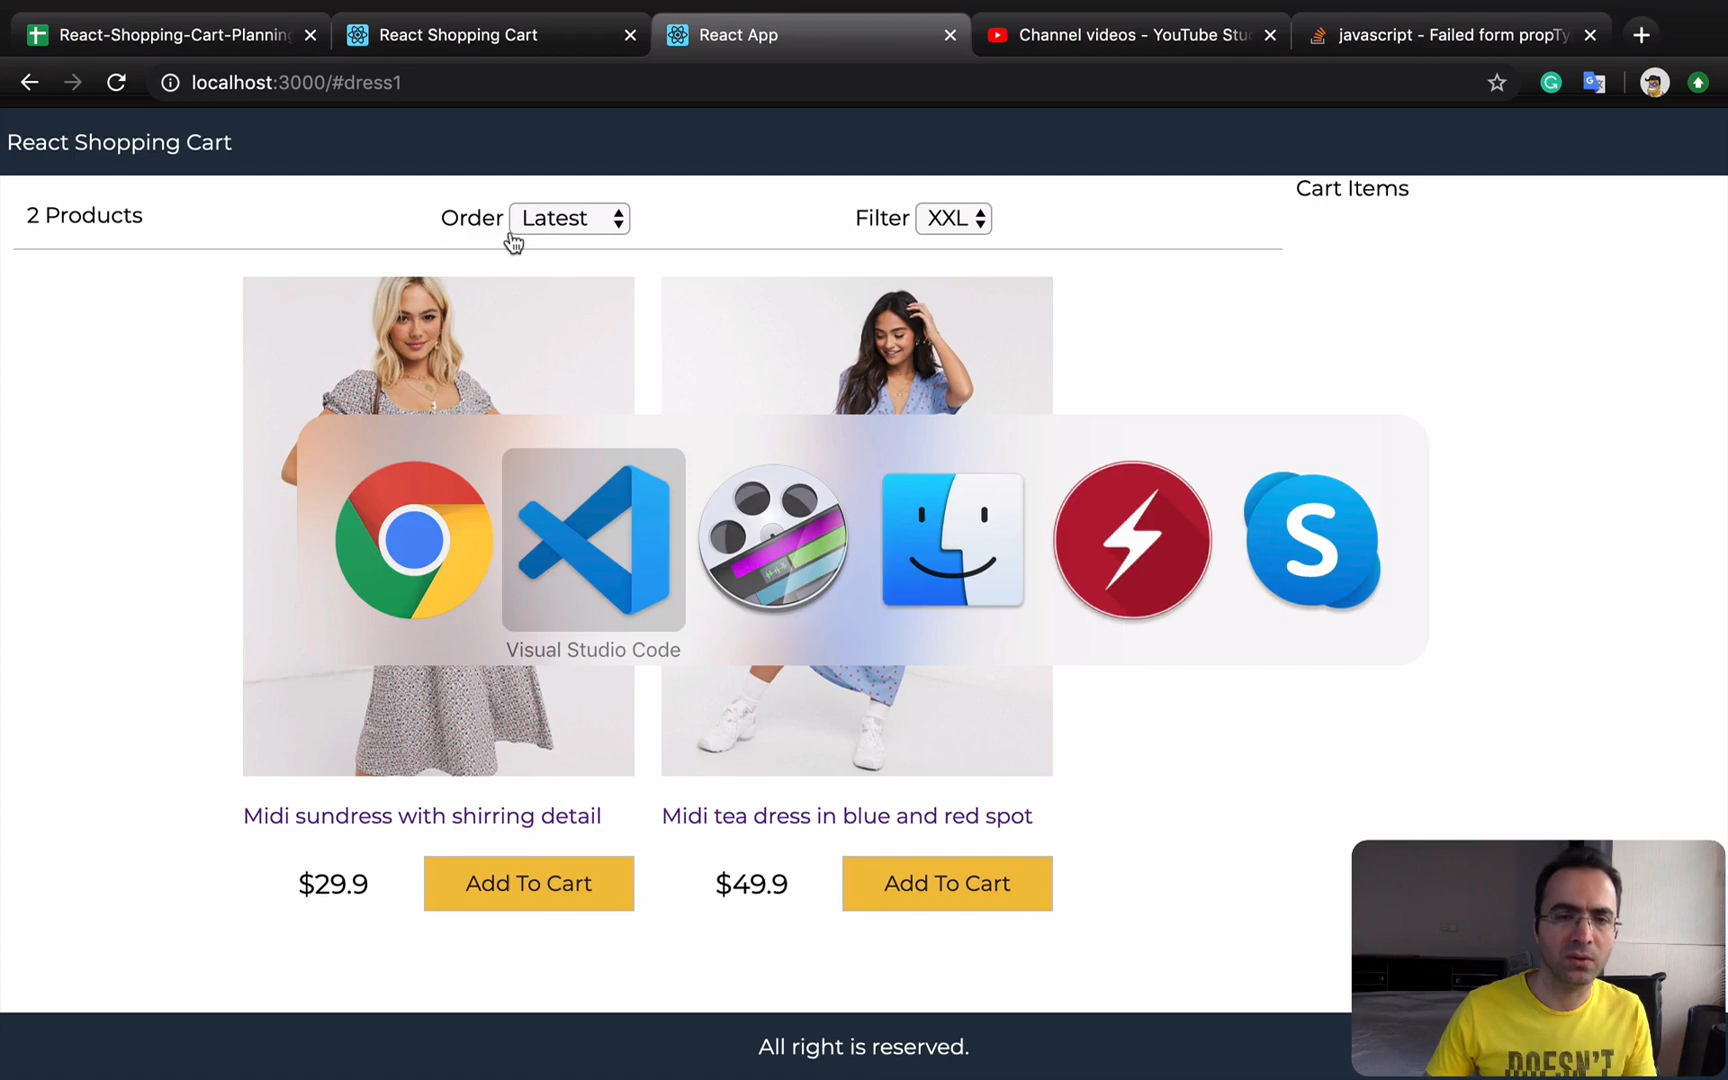 React-Shopping-Cart-Planning
React Shopping Cart
React App
Channel videos - YouTube Stu
javascript - Failed form propTy
localhost:3000/#dress1
React Shopping Cart
2 Products
Order Latest
Filter XXL
Cart Items
Visual Studio Code
Midi sundress with shirring detail
Midi tea dress in blue and red spot
$29.9
Add To Cart
$49.9
Add To Cart
All right is reserved.
DOESN'T